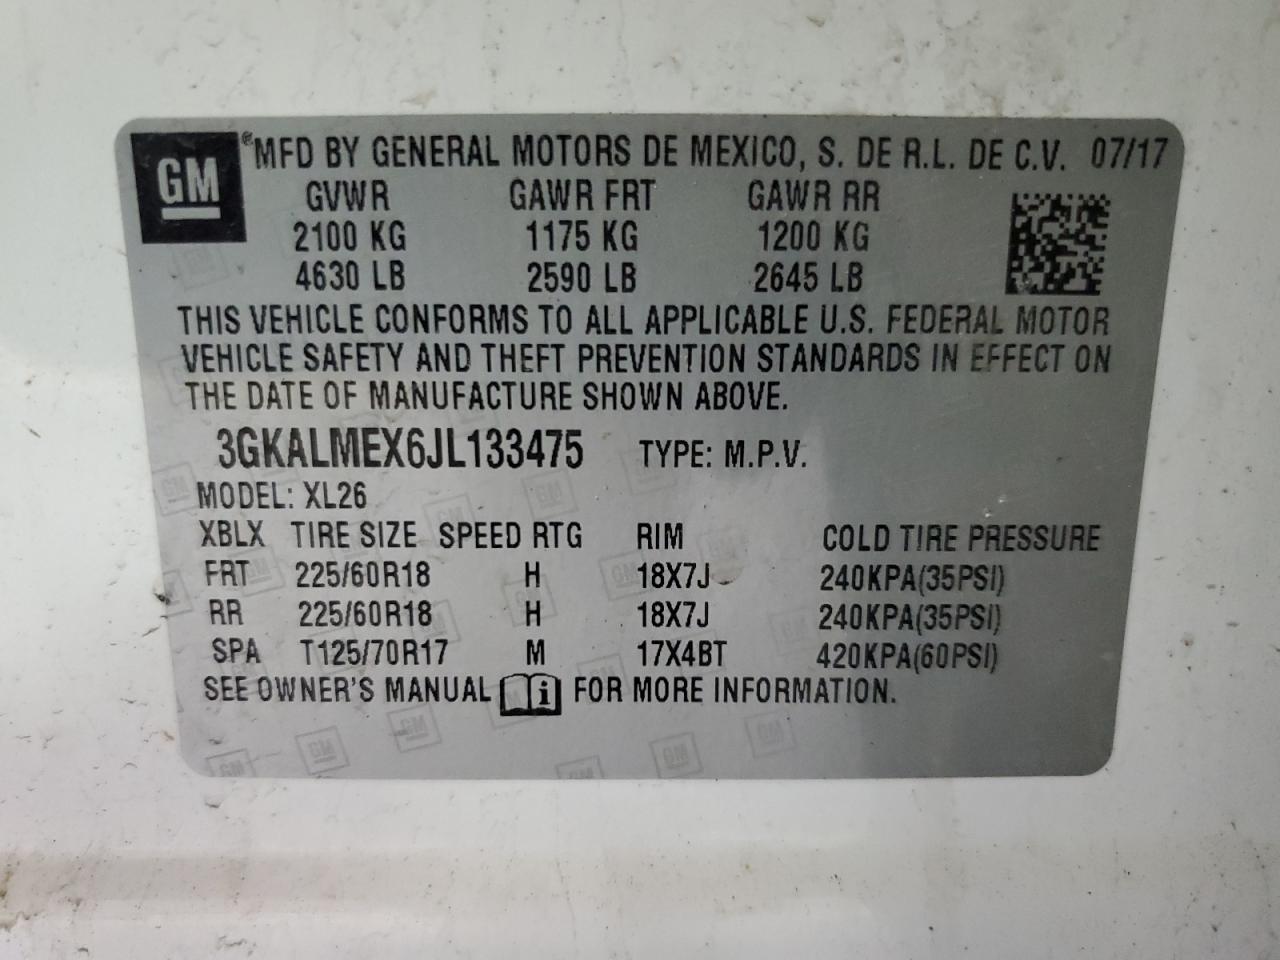 GM ® MFD BY GENERAL MOTORS DE MEXICO, S. DE R.L. DE C.V. 07/17
GVWR GAWR FRT GAWR RR
2100 KG 1175 KG 1200 KG
4630 LB 2590 LB 2645 LB
THIS VEHICLE CONFORMS TO ALL APPLICABLE U.S. FEDERAL MOTOR
VEHICLE SAFETY AND THEFT PREVENTION STANDARDS IN EFFECT ON
THE DATE OF MANUFACTURE SHOWN ABOVE.
3GKALMEX6JL133475 TYPE: M.P.V.
MODEL: XL26
XBLX TIRE SIZE SPEED RTG RIM COLD TIRE PRESSURE
FRT 225/60R18 H 18X7J 240KPA(35PSI)
RR 225/60R18 H 18X7J 240KPA(35PSI)
SPA T125/70R17 M 17X4BT 420KPA(60PSI)
SEE OWNER'S MANUAL i FOR MORE INFORMATION.